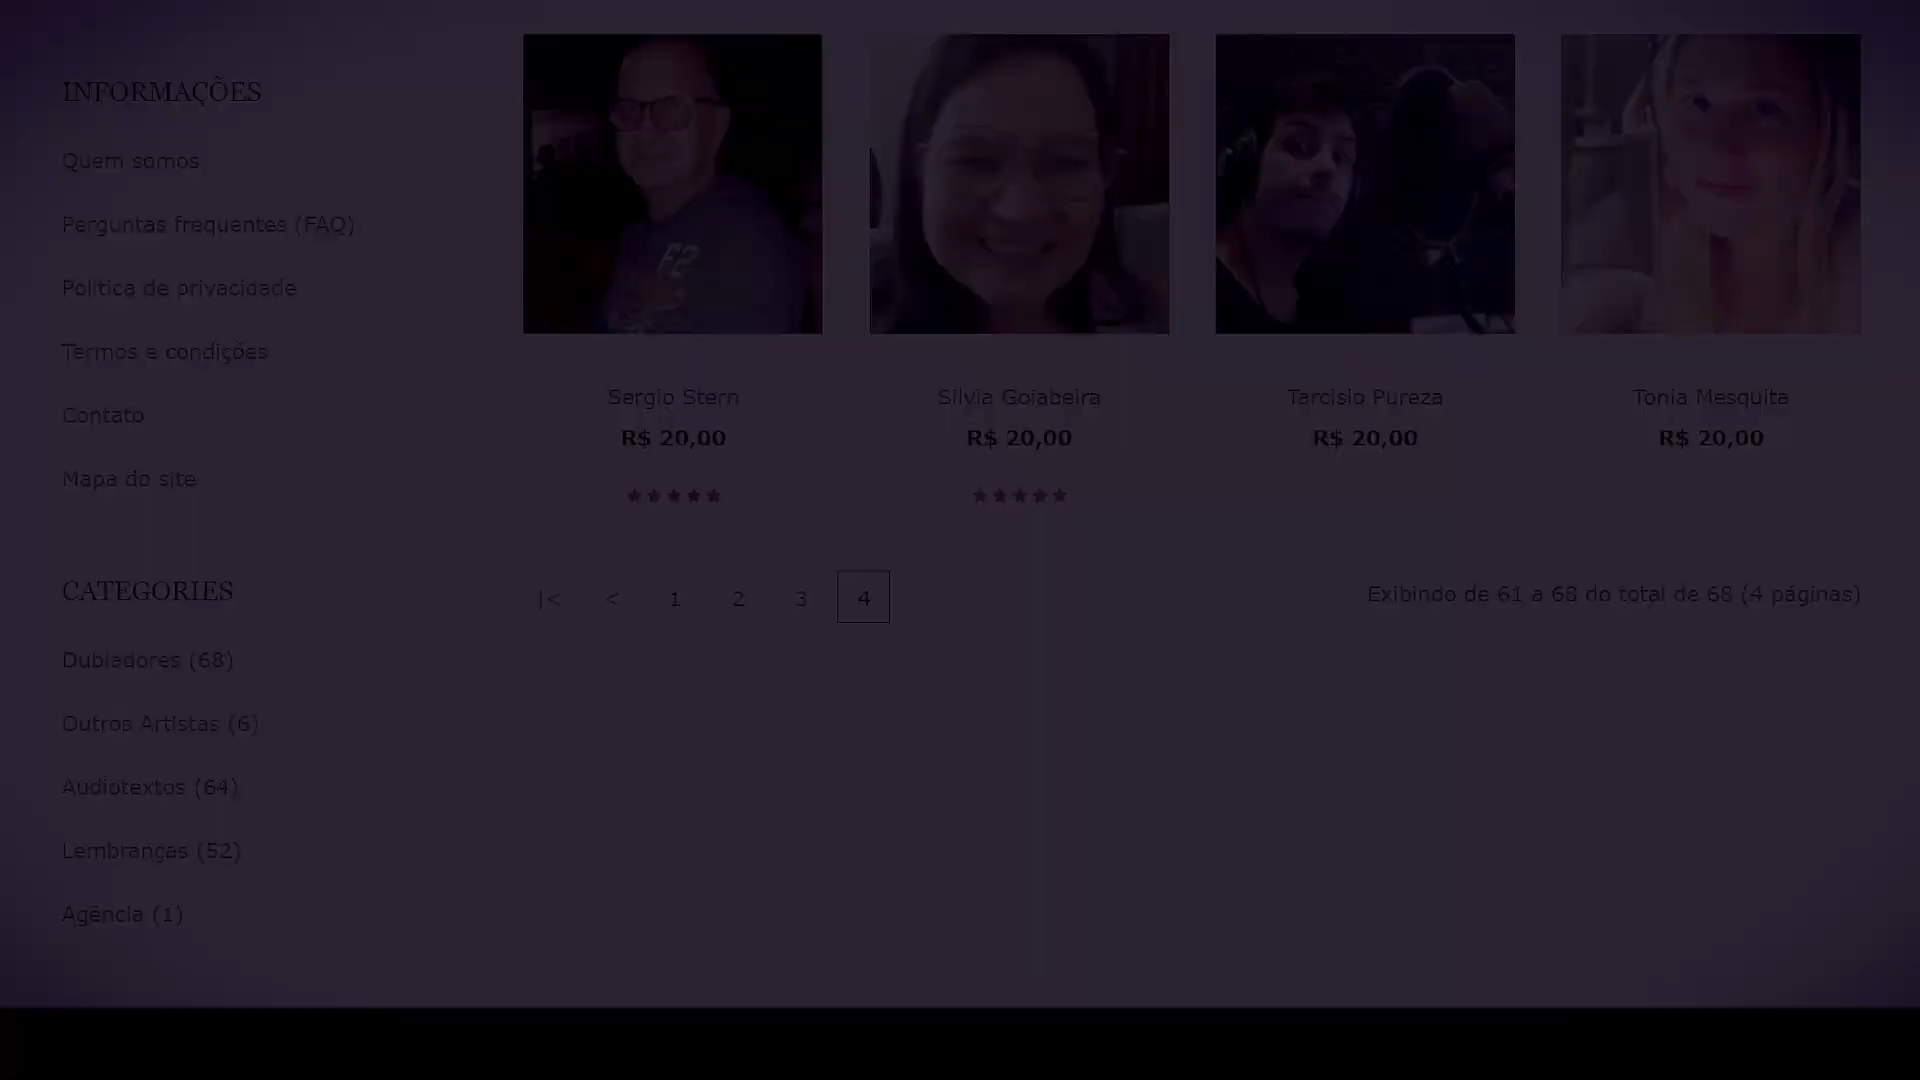 INFORMAÇÕES
Quem somos
Perguntas frequentes (FAQ)
Política de privacidade
Termos e condições
Contato
Mapa do site
CATEGORIES
Dubladores (68)
Outros Artistas (6)
Audiotextos (64)
Lembranças (52)
Agência (1)
F2
Sergio Stern
R$ 20,00
Silvia Goiabeira
R$ 20,00
Tarcísio Pureza
R$ 20,00
Tonia Mesquita
R$ 20,00
|< < 1 2 3 4
Exibindo de 61 a 68 do total de 68 (4 páginas)